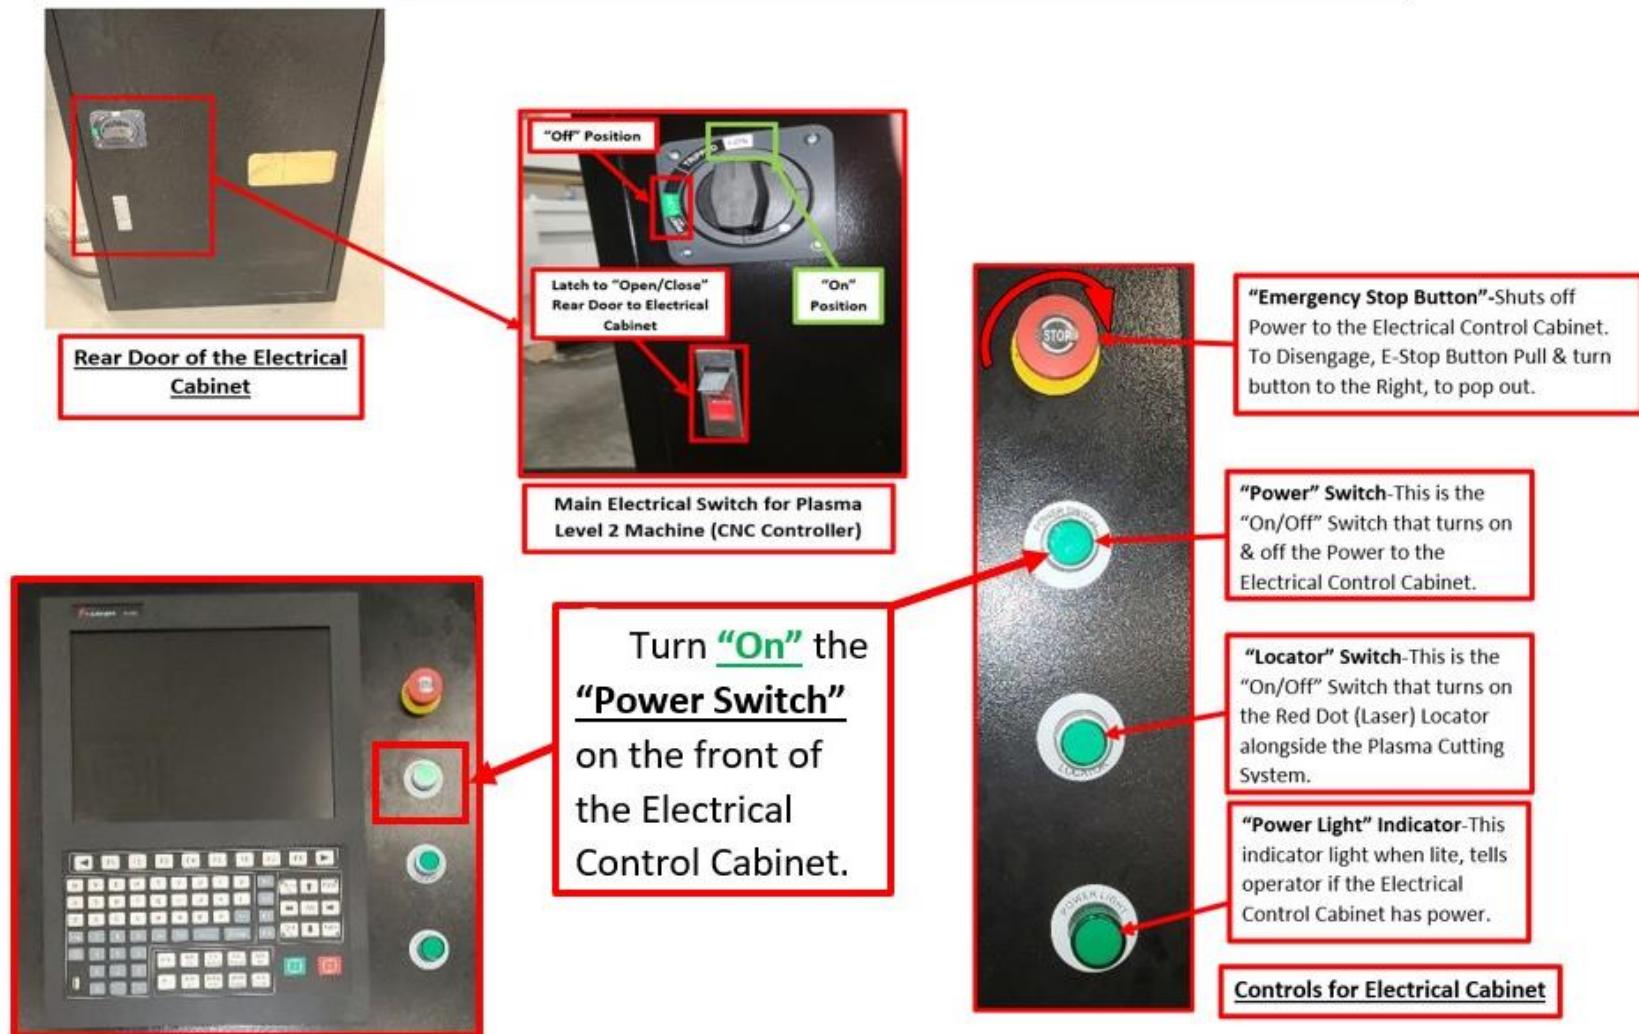 "Off" Position
TRIPPED
Latch to "Open/Close"
Rear Door to Electrical
Cabinet
"On"
Position
Rear Door of the Electrical
Cabinet
Main Electrical Switch for Plasma
Level 2 Machine (CNC Controller)
STOP
"Emergency Stop Button"-Shuts off
Power to the Electrical Control Cabinet.
To Disengage, E-Stop Button Pull & turn
button to the Right, to pop out.
POWER SWITCH
"Power" Switch-This is the
"On/Off" Switch that turns on
& off the Power to the
Electrical Control Cabinet.
Turn "On" the
"Power Switch"
on the front of
the Electrical
Control Cabinet.
LOCATOR
"Locator" Switch-This is the
"On/Off" Switch that turns on
the Red Dot (Laser) Locator
alongside the Plasma Cutting
System.
POWER LIGHT
"Power Light" Indicator-This
indicator light when lite, tells
operator if the Electrical
Control Cabinet has power.
Controls for Electrical Cabinet